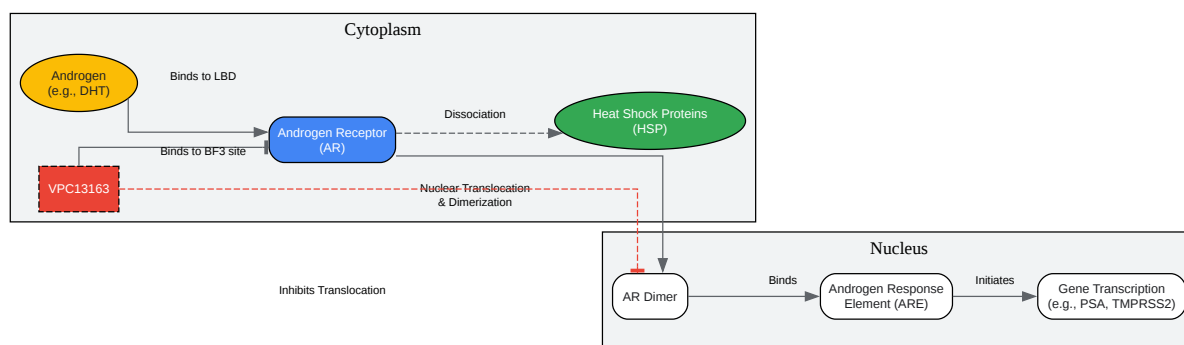 Cytoplasm
Androgen
(e.g., DHT)
Binds to LBD
Dissociation
Heat Shock Proteins
(HSP)
Androgen Receptor
(AR)
Binds to BF3 site
VPC13163
Nuclear Translocation
& Dimerization
Nucleus
Inhibits Translocation
AR Dimer
Binds
Androgen Response
Element (ARE)
Initiates
Gene Transcription
(e.g., PSA, TMPRSS2)